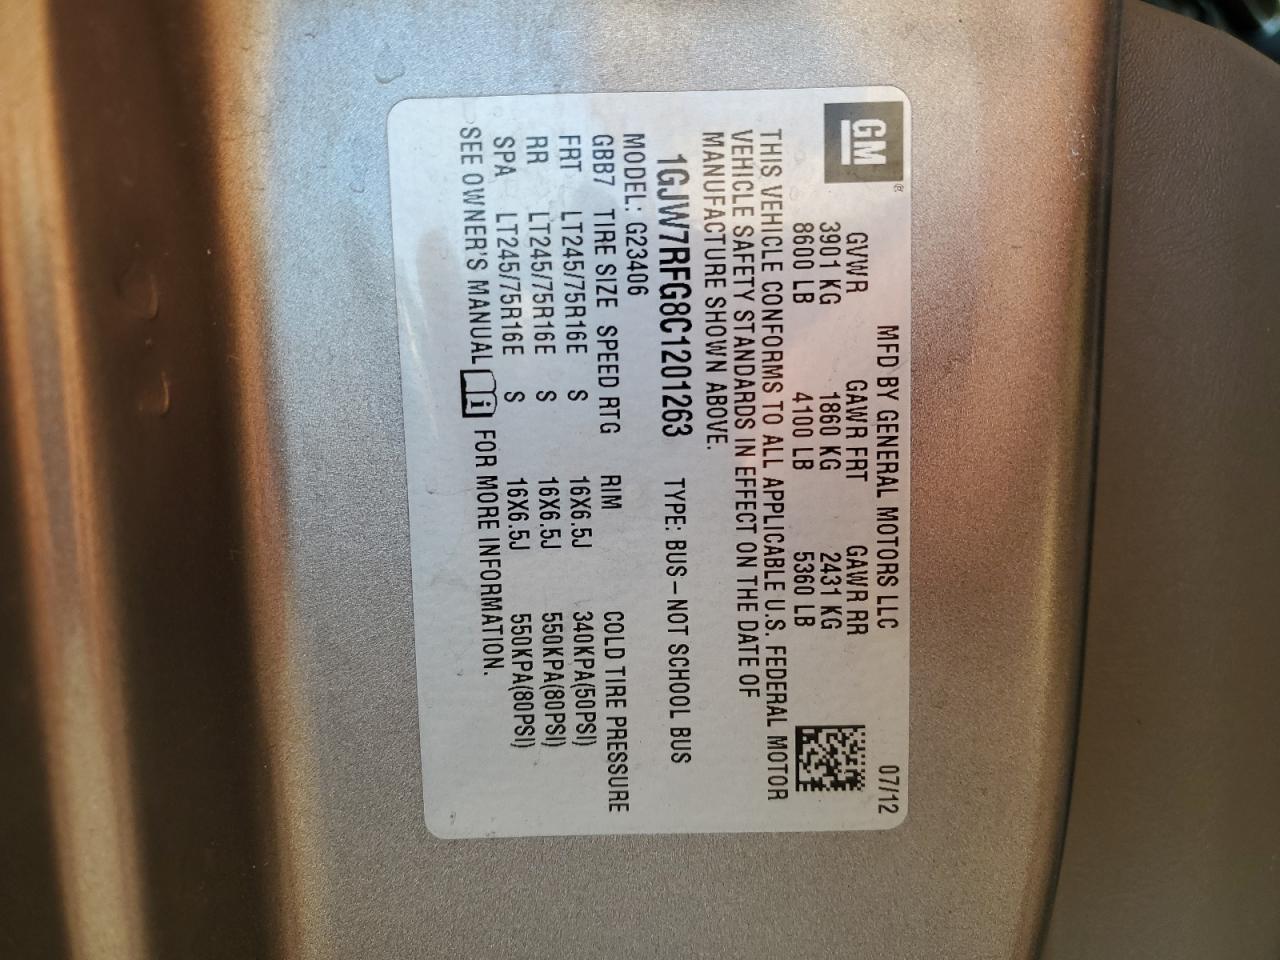 GM®
MFD BY GENERAL MOTORS LLC 07/12
GVWR GAWR FRT GAWR RR
3901 KG 1860 KG 2431 KG
8600 LB 4100 LB 5360 LB
THIS VEHICLE CONFORMS TO ALL APPLICABLE U.S. FEDERAL MOTOR
VEHICLE SAFETY STANDARDS IN EFFECT ON THE DATE OF
MANUFACTURE SHOWN ABOVE.
1GJW7RFG8C1201263 TYPE: BUS-NOT SCHOOL BUS
MODEL: G23406
GBB7 TIRE SIZE SPEED RTG RIM COLD TIRE PRESSURE
FRT LT245/75R16E S 16X6.5J 340KPA(50PSI)
RR LT245/75R16E S 16X6.5J 550KPA(80PSI)
SPA LT245/75R16E S 16X6.5J 550KPA(80PSI)
SEE OWNER'S MANUAL i FOR MORE INFORMATION.